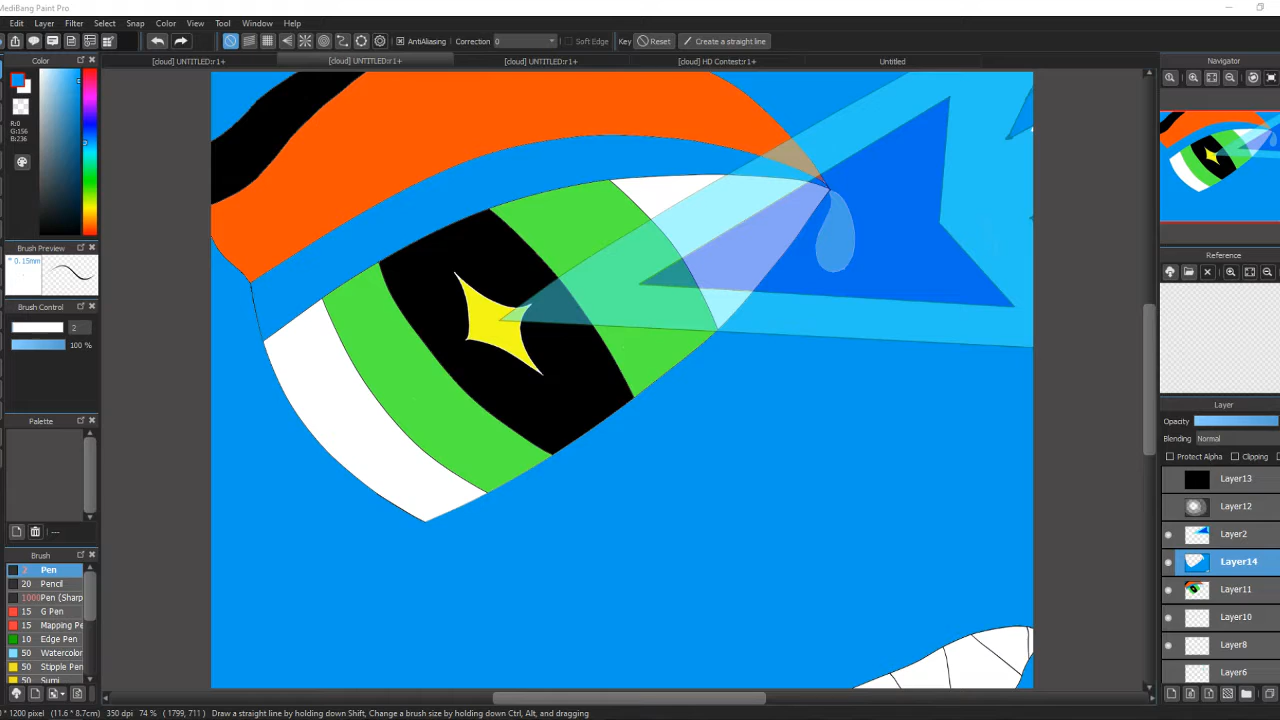 MediBang Paint Pro
Edit Layer Filter Select Snap Color View Tool Window Help
AntiAliasing Correction 0 Soft Edge Key Reset Create a straight line
[cloud] UNTITLED:r1+ [cloud] UNTITLED:r1+ [cloud] UNTITLED:r1+ [cloud] HD Contest:r1+ Untitled
Color
R:0
G:156
B:236
Brush Preview
* 0.15mm
Brush Control
2
100 %
Palette
---
Brush
2 Pen
20 Pencil
1000 Pen (Sharp
15 G Pen
15 Mapping Pe
10 Edge Pen
50 Watercolor
50 Stipple Pen
50 Sumi
Navigator
Reference
Layer
Opacity
Blending Normal
Protect Alpha Clipping
Layer13
Layer12
Layer2
Layer14
Layer11
Layer10
Layer8
Layer6
0 * 1200 pixel (11.6 * 8.7cm) 350 dpi 74 % ( 1799, 711 ) Draw a straight line by holding down Shift, Change a brush size by holding down Ctrl, Alt, and dragging